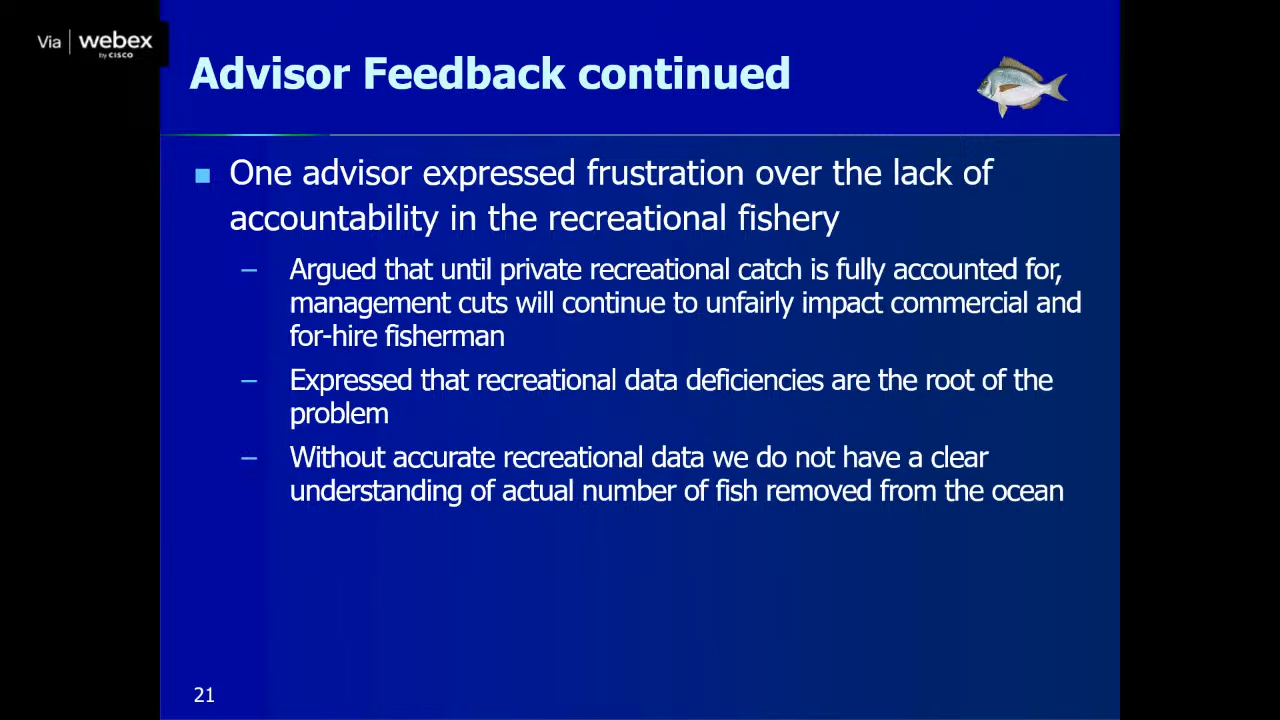 Via | webex
by CISCO
Advisor Feedback continued
One advisor expressed frustration over the lack of
accountability in the recreational fishery
– Argued that until private recreational catch is fully accounted for,
management cuts will continue to unfairly impact commercial and
for-hire fisherman
– Expressed that recreational data deficiencies are the root of the
problem
– Without accurate recreational data we do not have a clear
understanding of actual number of fish removed from the ocean
21